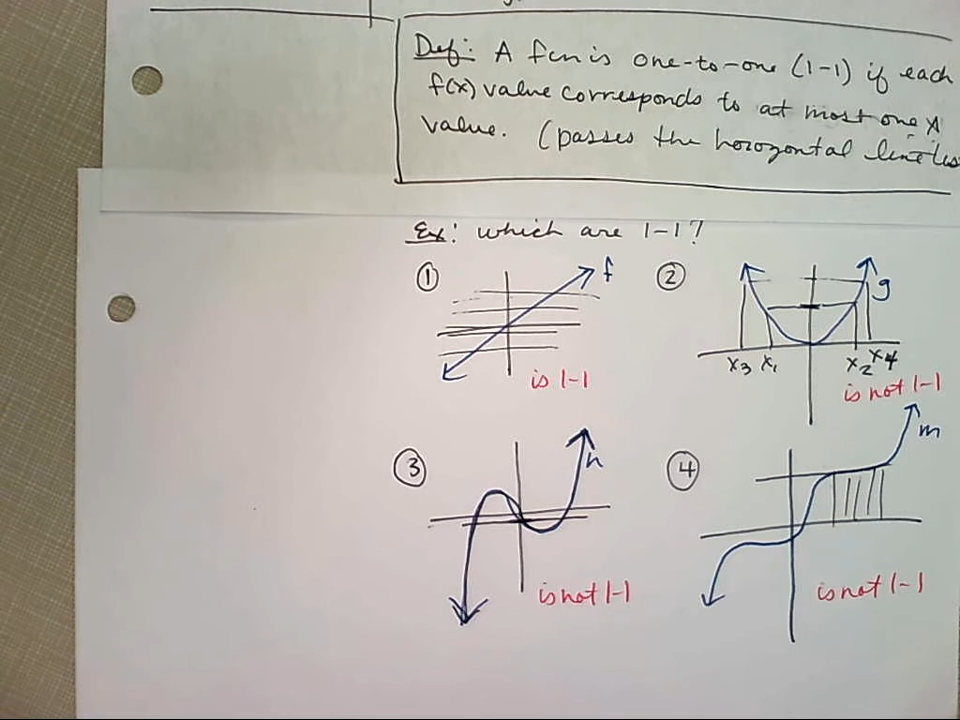 Def: A fcn is one-to-one (1-1) if each
f(x) value corresponds to at most one x
value. (passes the horozontal line tes
Ex: which are 1-1?
① f
is 1-1
② g
x3 x1 x2 x4
is not 1-1
③ h
is not 1-1
④ m
is not 1-1